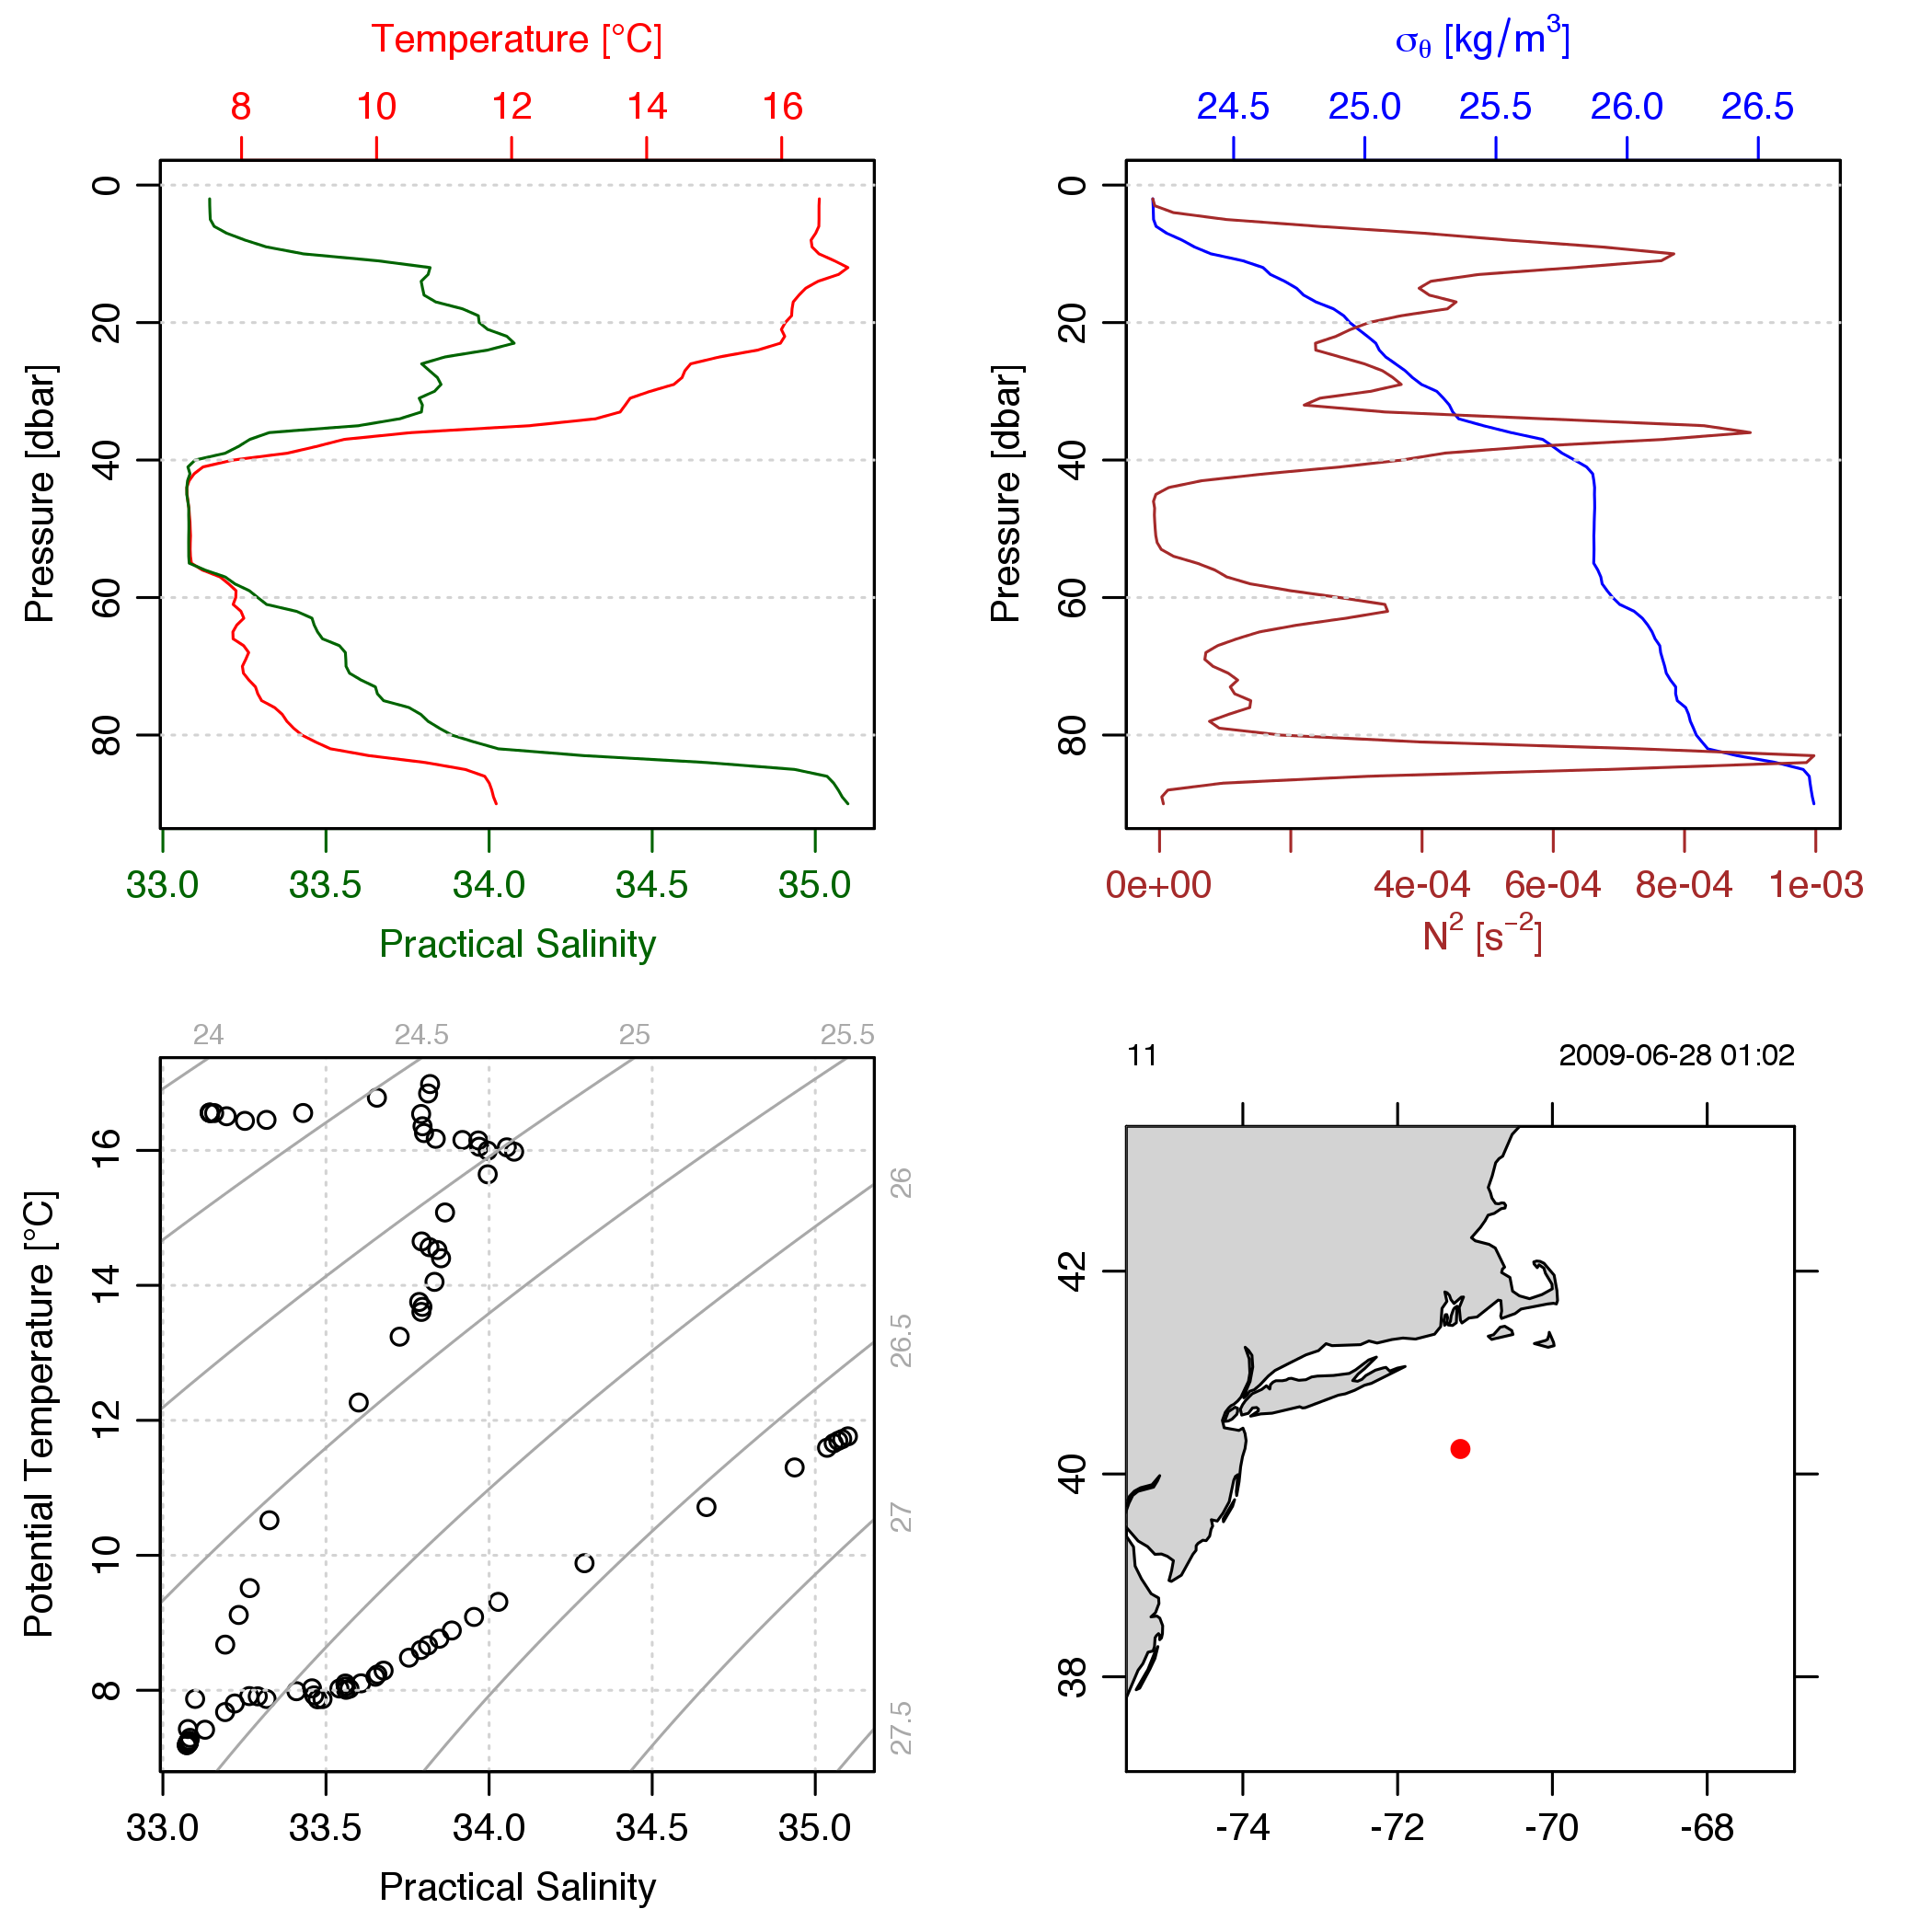 Temperature [°C]
8 10 12 14 16
0 20 40 60 80
Pressure [dbar]
33.0 33.5 34.0 34.5 35.0
Practical Salinity
σθ [kg/m³]
24.5 25.0 25.5 26.0 26.5
0 20 40 60 80
Pressure [dbar]
0e+00 4e-04 6e-04 8e-04 1e-03
N² [s⁻²]
24 24.5 25 25.5
26 26.5 27 27.5
8 10 12 14 16
Potential Temperature [°C]
33.0 33.5 34.0 34.5 35.0
Practical Salinity
11 2009-06-28 01:02
38 40 42
-74 -72 -70 -68